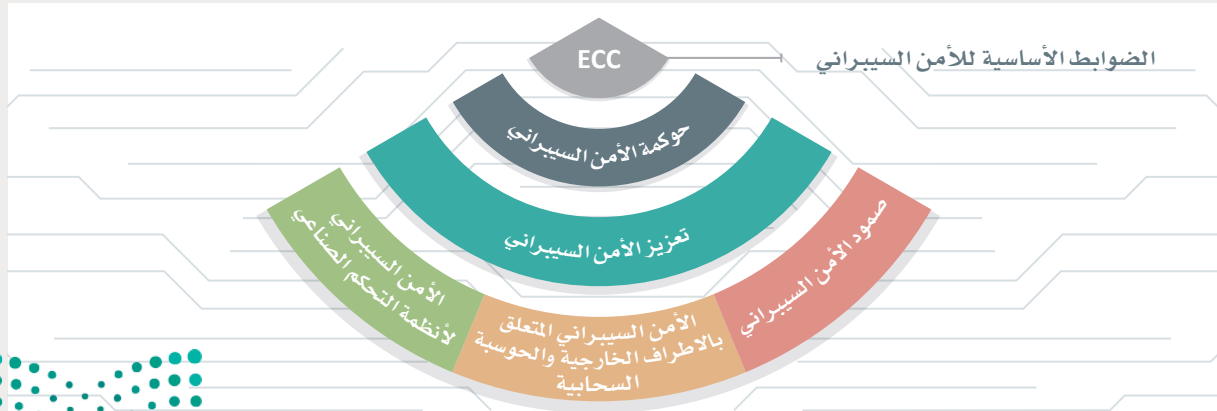 ECC
الضوابط الأساسية للأمن السيبراني
حوكمة الأمن السيبراني
تعزيز الأمن السيبراني
صمود الأمن السيبراني
الأمن السيبراني المتعلق
بالاطراف الخارجية والحوسبة
السحابية
الأمن السيبراني
لأنظمة التحكم الصناعي